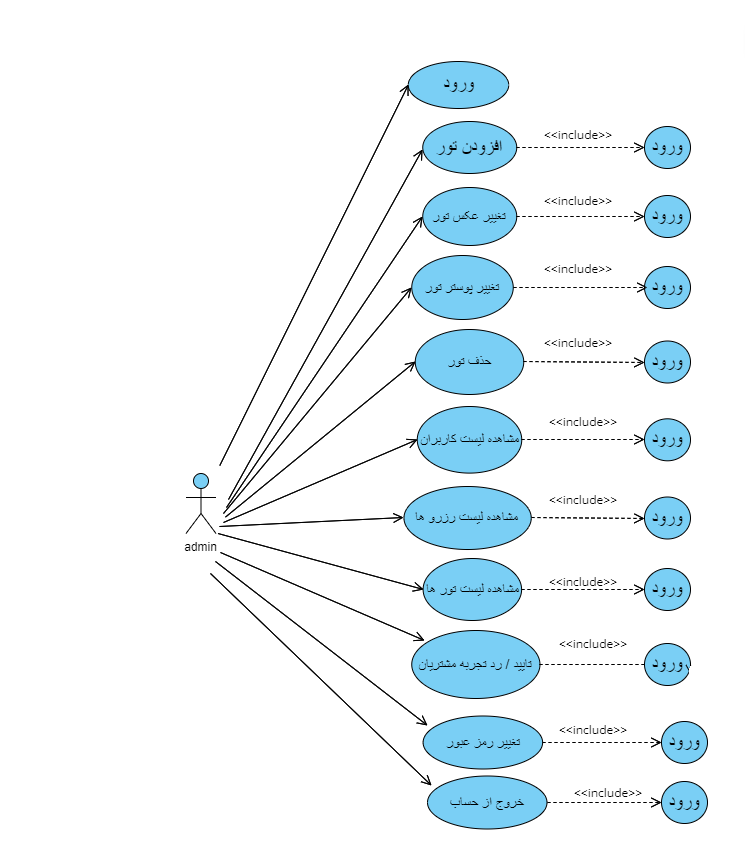 ورود
<<include>>
افزودن تور
ورود
<<include>>
تغییر عکس تور
ورود
<<include>>
تغییر پوستر تور
ورود
<<include>>
حذف تور
ورود
<<include>>
مشاهده لیست کاربران
ورود
<<include>>
مشاهده لیست رزرو ها
ورود
admin
<<include>>
مشاهده لیست تور ها
ورود
<<include>>
تایید / رد تجربه مشتریان
ورود
<<include>>
تغییر رمز عبور
ورود
<<include>>
خروج از حساب
ورود